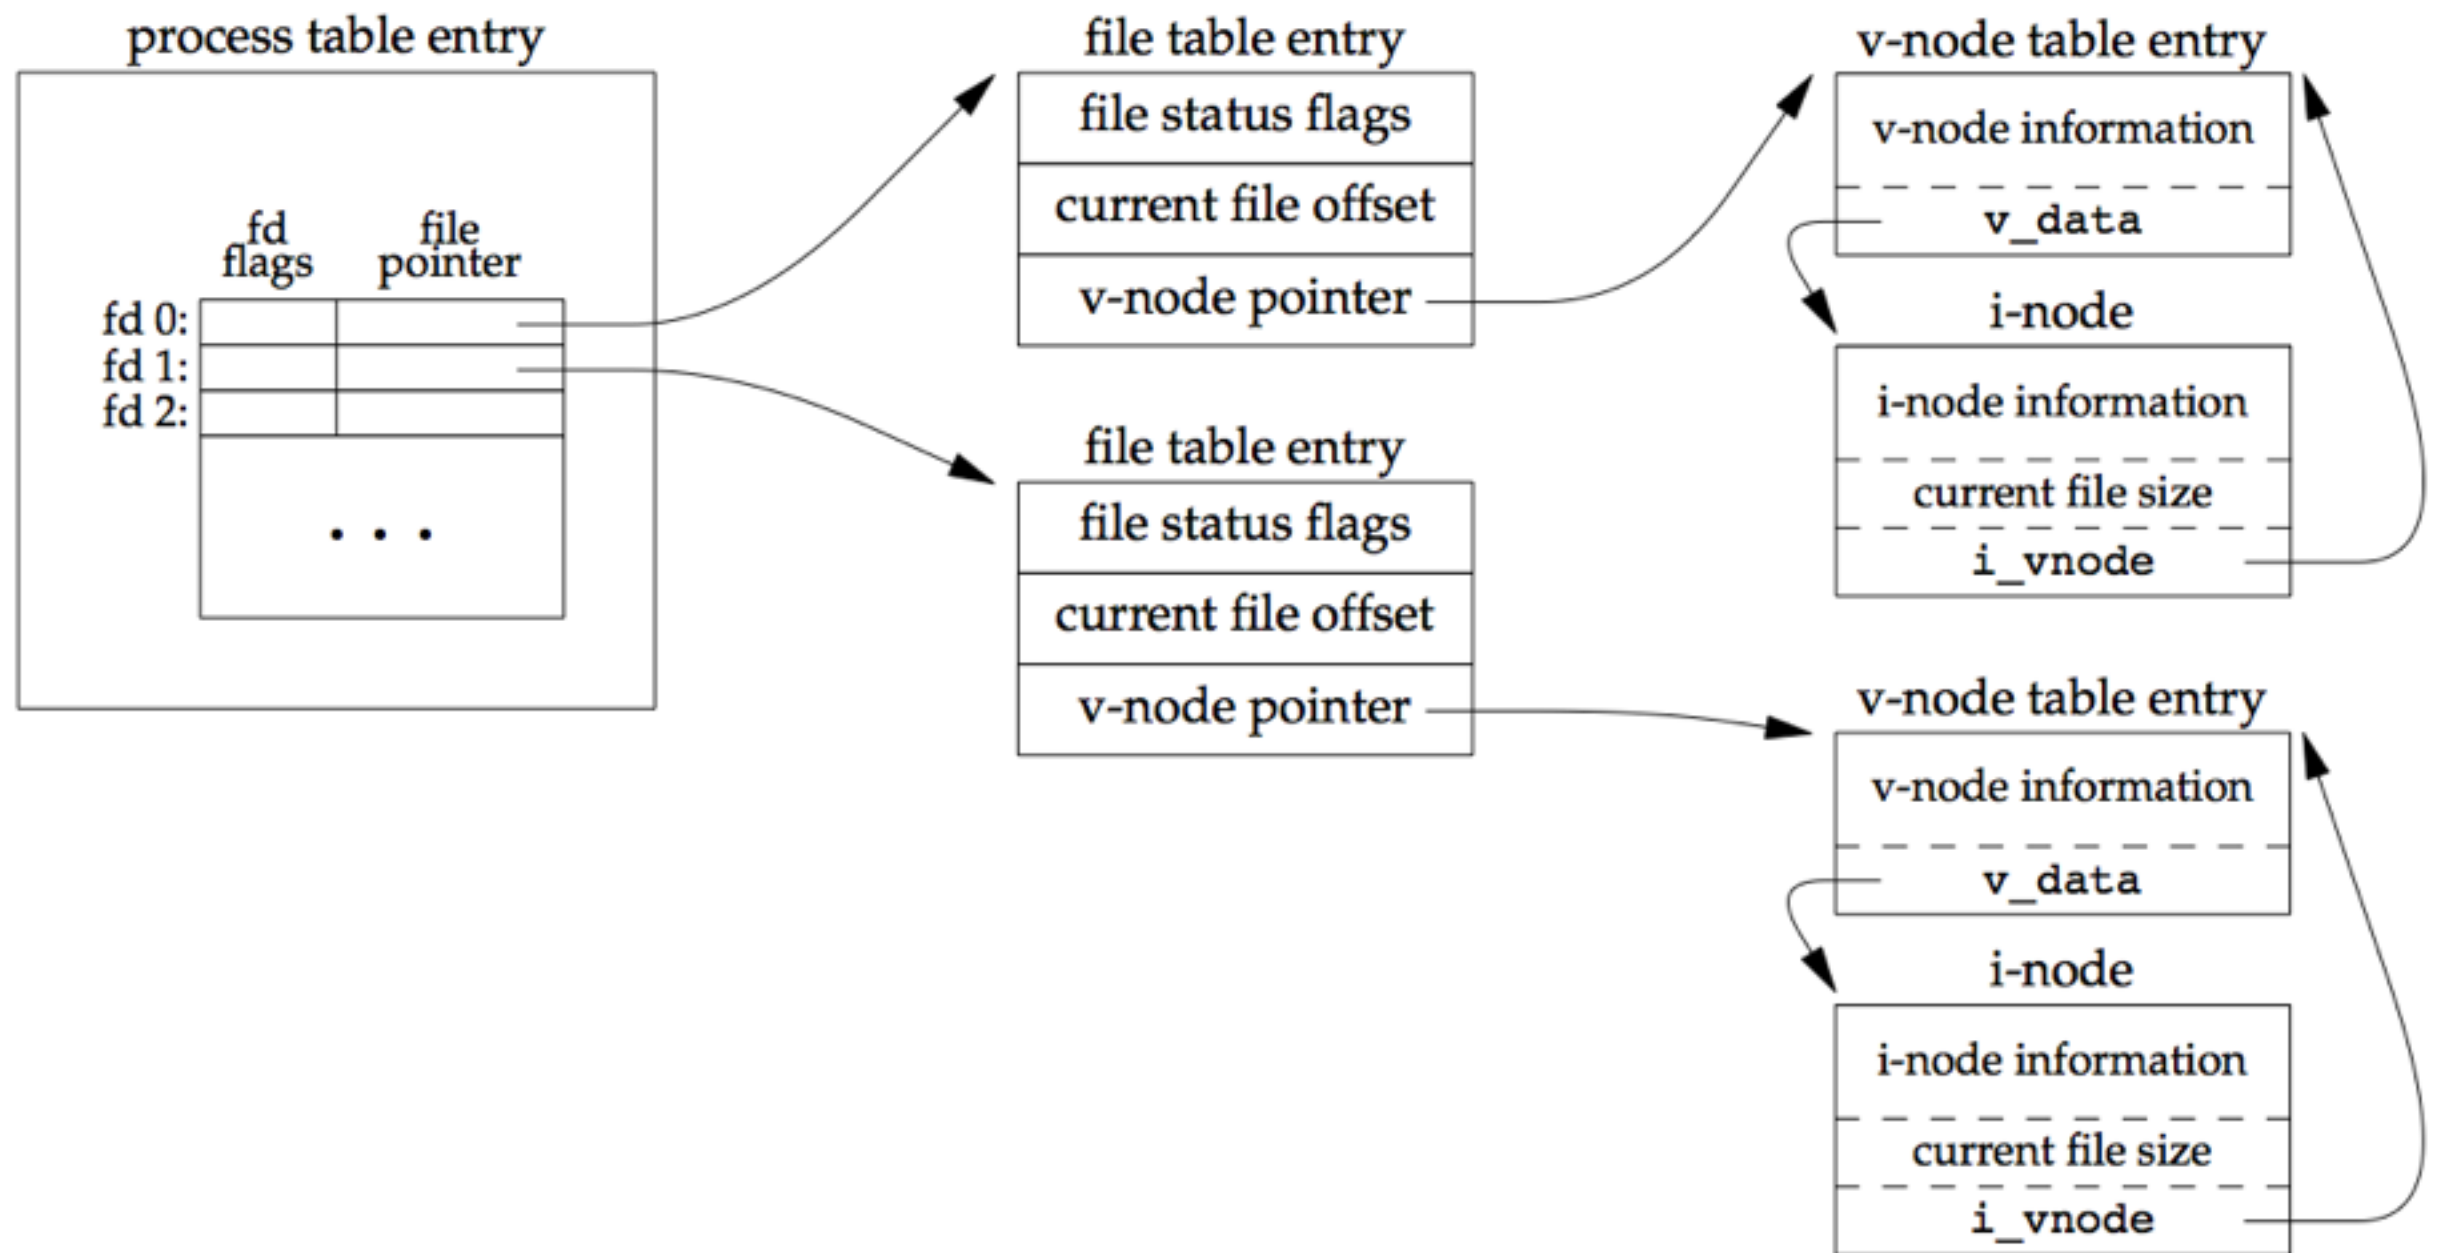 process table entry
fd
flags
file
pointer
fd 0:
fd 1:
fd 2:
. . .
file table entry
file status flags
current file offset
v-node pointer
file table entry
file status flags
current file offset
v-node pointer
v-node table entry
v-node information
v_data
i-node
i-node information
current file size
i_vnode
v-node table entry
v-node information
v_data
i-node
i-node information
current file size
i_vnode